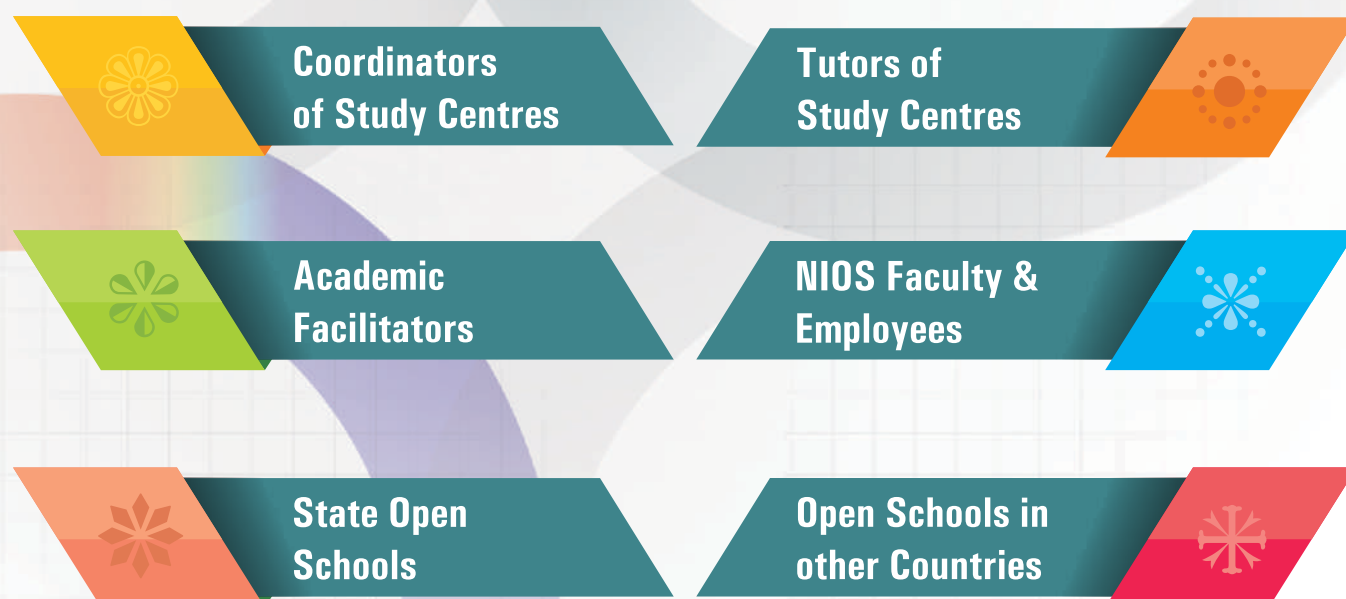 Coordinators
of Study Centres
Tutors of
Study Centres
Academic
Facilitators
NIOS Faculty &
Employees
State Open
Schools
Open Schools in
other Countries